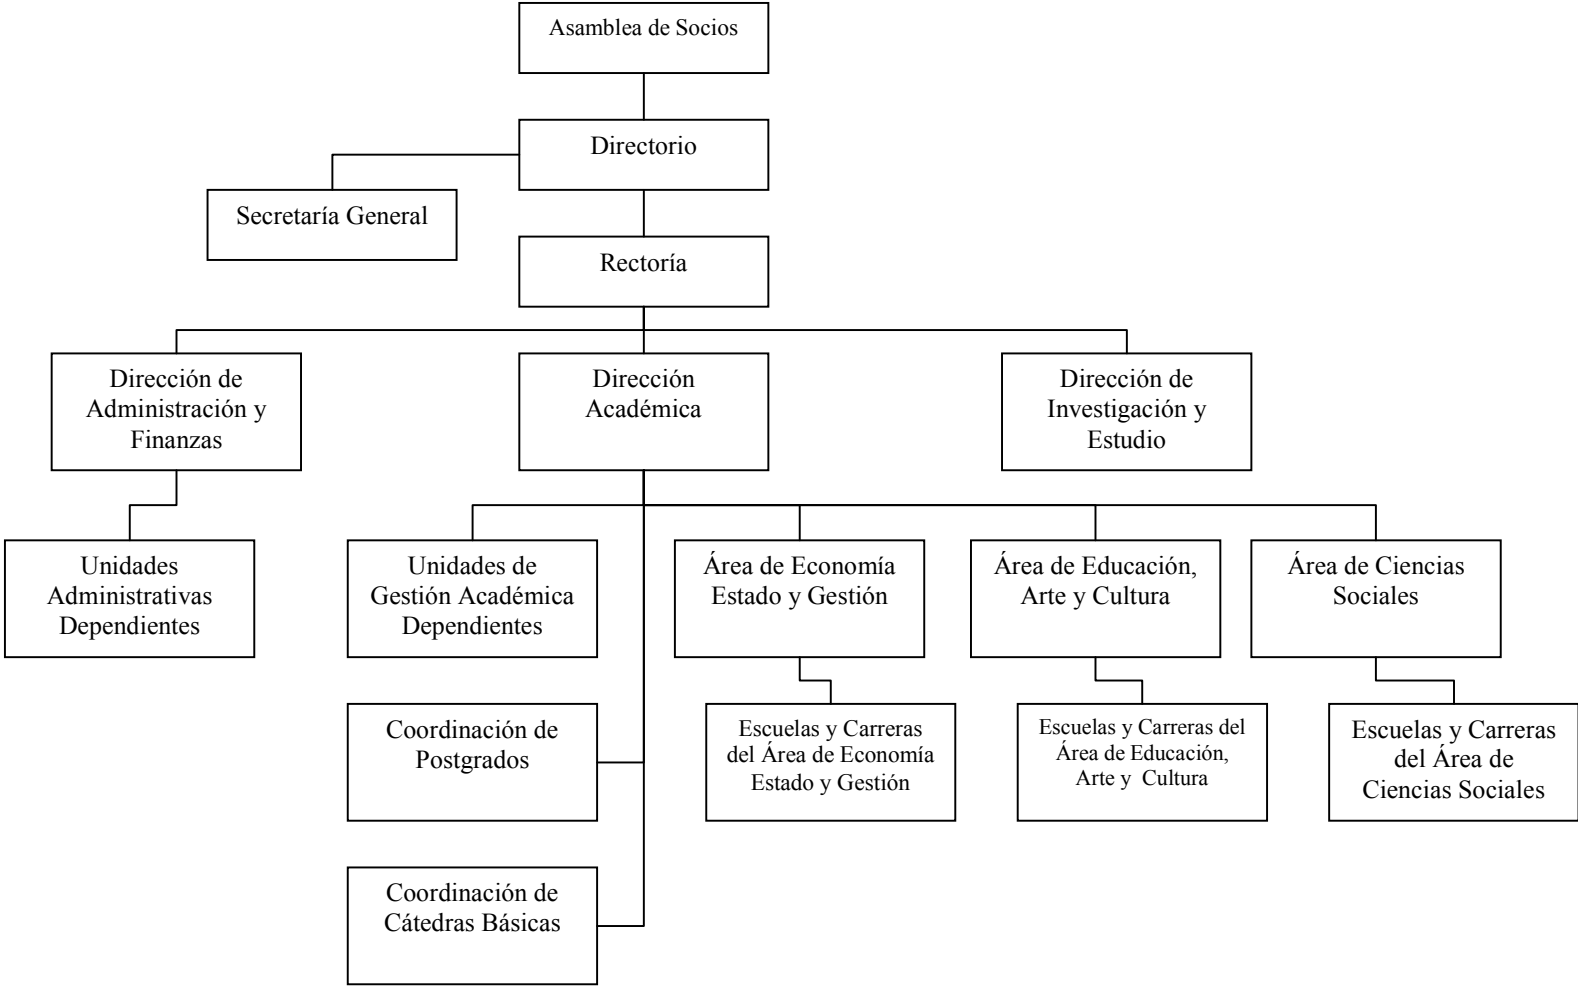 Asamblea de Socios
Directorio
Secretaría General
Rectoría
Dirección de
Administración y
Finanzas
Dirección
Académica
Dirección de
Investigación y
Estudio
Unidades
Administrativas
Dependientes
Unidades de
Gestión Académica
Dependientes
Área de Economía
Estado y Gestión
Área de Educación,
Arte y Cultura
Área de Ciencias
Sociales
Coordinación de
Postgrados
Escuelas y Carreras
del Área de Economía
Estado y Gestión
Escuelas y Carreras del
Área de Educación,
Arte y Cultura
Escuelas y Carreras
del Área de
Ciencias Sociales
Coordinación de
Cátedras Básicas